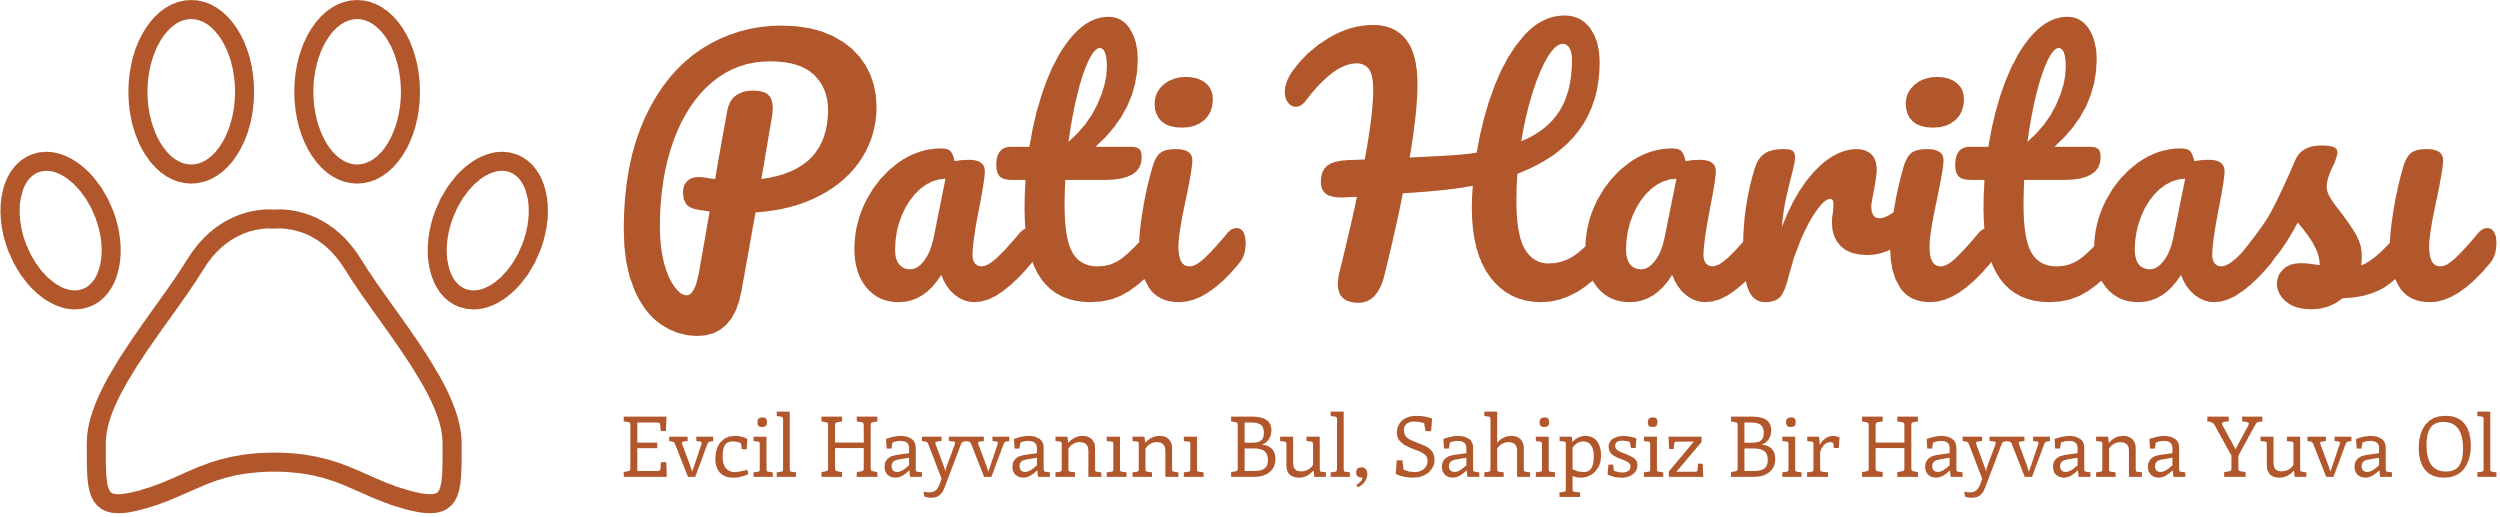 Pati Haritası
Evcil Hayvanını Bul, Sahipsiz Bir Hayvana Yuva Ol